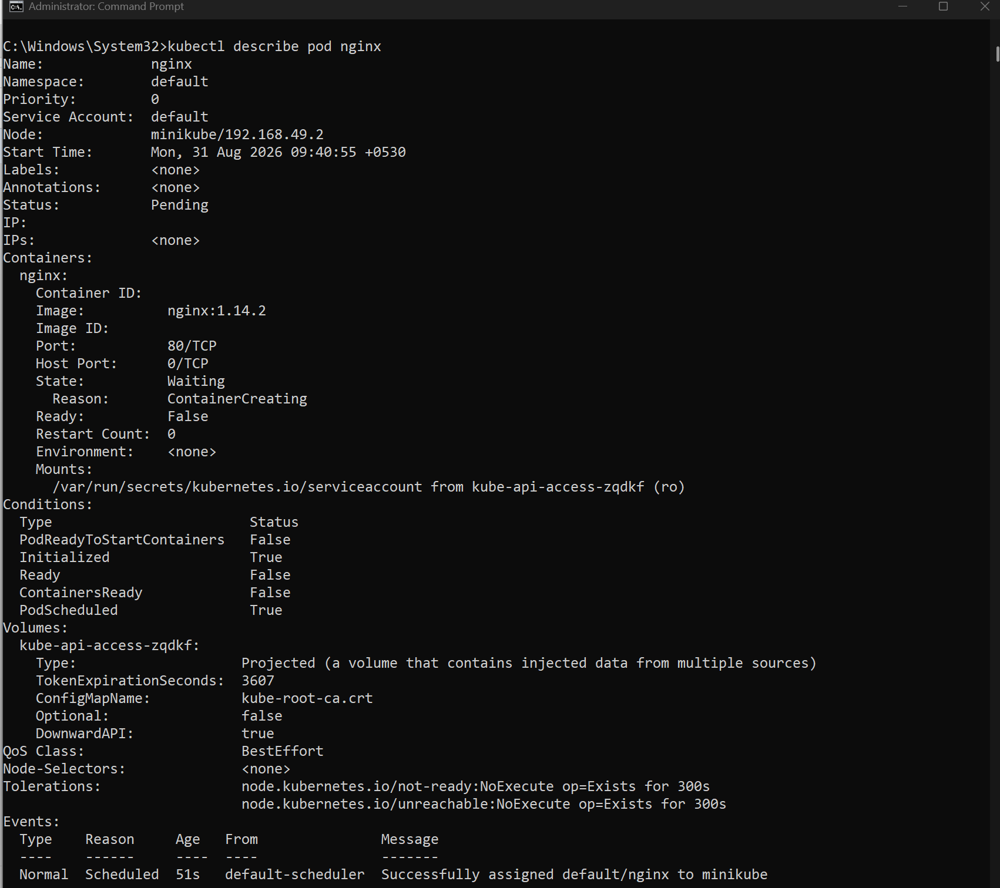 Administrator: Command Prompt
C:\Windows\System32>kubectl describe pod nginx
Name:             nginx
Namespace:        default
Priority:         0
Service Account:  default
Node:             minikube/192.168.49.2
Start Time:       Mon, 31 Aug 2026 09:40:55 +0530
Labels:           <none>
Annotations:      <none>
Status:           Pending
IP:
IPs:              <none>
Containers:
  nginx:
    Container ID:
    Image:          nginx:1.14.2
    Image ID:
    Port:           80/TCP
    Host Port:      0/TCP
    State:          Waiting
      Reason:       ContainerCreating
    Ready:          False
    Restart Count:  0
    Environment:    <none>
    Mounts:
      /var/run/secrets/kubernetes.io/serviceaccount from kube-api-access-zqdkf (ro)
Conditions:
  Type                        Status
  PodReadyToStartContainers   False
  Initialized                 True
  Ready                       False
  ContainersReady             False
  PodScheduled                True
Volumes:
  kube-api-access-zqdkf:
    Type:                    Projected (a volume that contains injected data from multiple sources)
    TokenExpirationSeconds:  3607
    ConfigMapName:           kube-root-ca.crt
    Optional:                false
    DownwardAPI:             true
QoS Class:                   BestEffort
Node-Selectors:              <none>
Tolerations:                 node.kubernetes.io/not-ready:NoExecute op=Exists for 300s
                             node.kubernetes.io/unreachable:NoExecute op=Exists for 300s
Events:
  Type    Reason     Age   From               Message
  ----    ------     ----  ----               -------
  Normal  Scheduled  51s   default-scheduler  Successfully assigned default/nginx to minikube